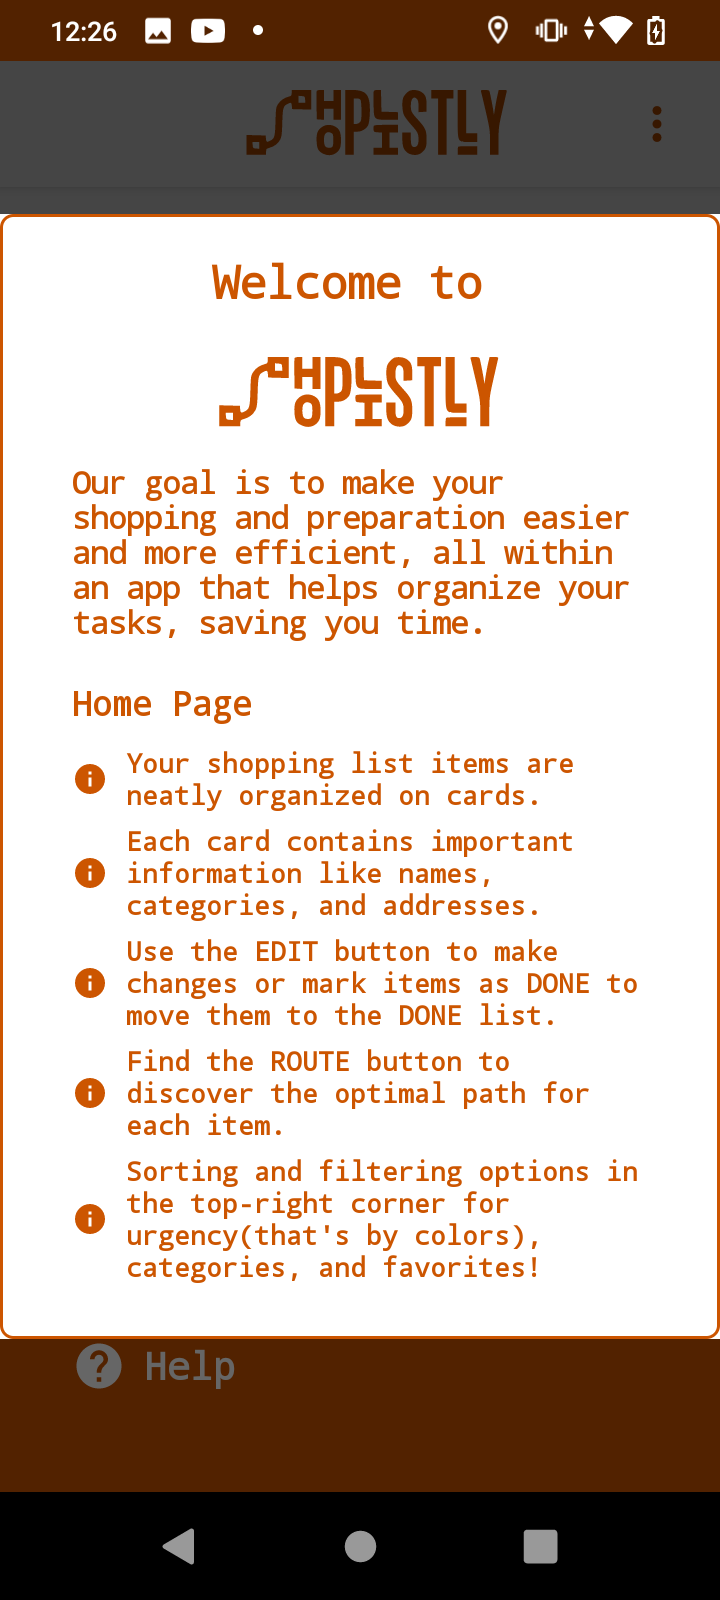 12:26
SHOPLISTLY
Welcome to
SHOPLISTLY
Our goal is to make your
shopping and preparation easier
and more efficient, all within
an app that helps organize your
tasks, saving you time.
Home Page
Your shopping list items are
neatly organized on cards.
Each card contains important
information like names,
categories, and addresses.
Use the EDIT button to make
changes or mark items as DONE to
move them to the DONE list.
Find the ROUTE button to
discover the optimal path for
each item.
Sorting and filtering options in
the top-right corner for
urgency(that's by colors),
categories, and favorites!
Help